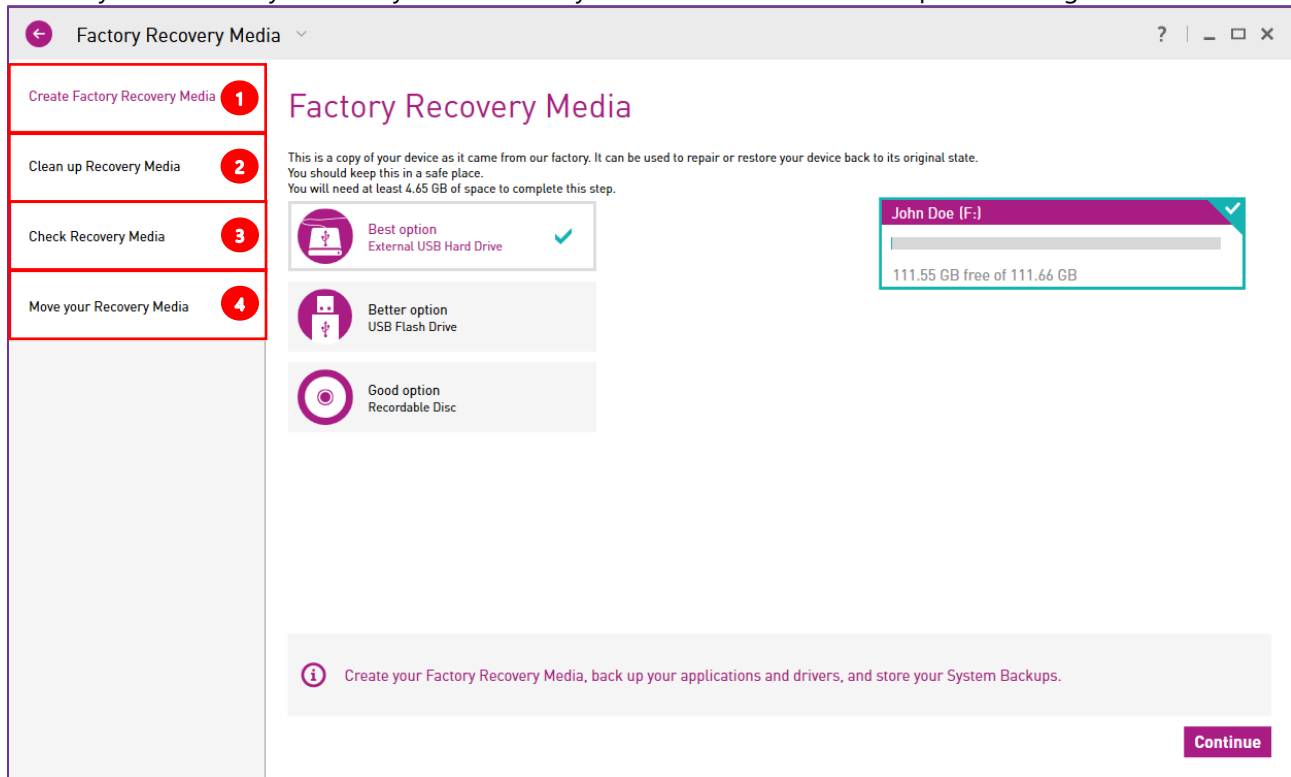 Factory Recovery Media
?
Create Factory Recovery Media 1
Clean up Recovery Media 2
Check Recovery Media 3
Move your Recovery Media 4
Factory Recovery Media
This is a copy of your device as it came from our factory. It can be used to repair or restore your device back to its original state.
You should keep this in a safe place.
You will need at least 4.65 GB of space to complete this step.
Best option
External USB Hard Drive
Better option
USB Flash Drive
Good option
Recordable Disc
John Doe (F:)
111.55 GB free of 111.66 GB
Create your Factory Recovery Media, back up your applications and drivers, and store your System Backups.
Continue